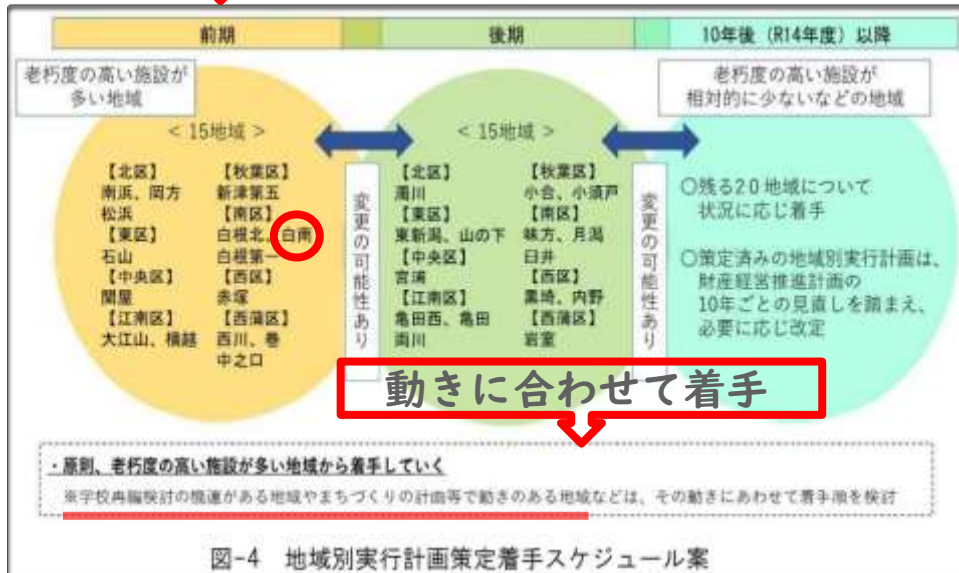 前期
後期
10年後（R14年度）以降
老朽度の高い施設が
多い地域
老朽度の高い施設が
相対的に少ないなどの地域
< 15地域 >
【北区】
南浜、岡方
松浜
【東区】
石山
【中央区】
関屋
【江南区】
大江山、横越
【秋葉区】
新津第五
【南区】
白根北、白南
白根第一
【西区】
赤塚
【西蒲区】
西川、巻
中之口
変更の可能性あり
< 15地域 >
【北区】
濁川
【東区】
東新潟、山の下
【中央区】
宮浦
【江南区】
亀田西、亀田
両川
【秋葉区】
小合、小須戸
【南区】
味方、月潟
臼井
【西区】
黒埼、内野
【西蒲区】
岩室
変更の可能性あり
○残る20地域について
状況に応じ着手
○策定済みの地域別実行計画は、
財産経営推進計画の
10年ごとの見直しを踏まえ、
必要に応じ改定
動きに合わせて着手
・原則、老朽度の高い施設が多い地域から着手していく
※学校再編検討の機運がある地域やまちづくりの計画等で動きのある地域などは、その動きにあわせて着手順を検討
図-4 地域別実行計画策定着手スケジュール案